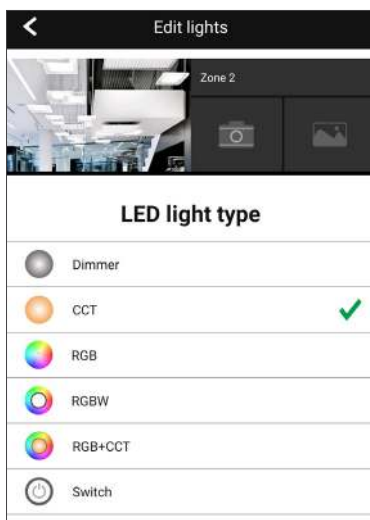 Edit lights
Zone 2
LED light type
Dimmer
CCT
RGB
RGBW
RGB+CCT
Switch